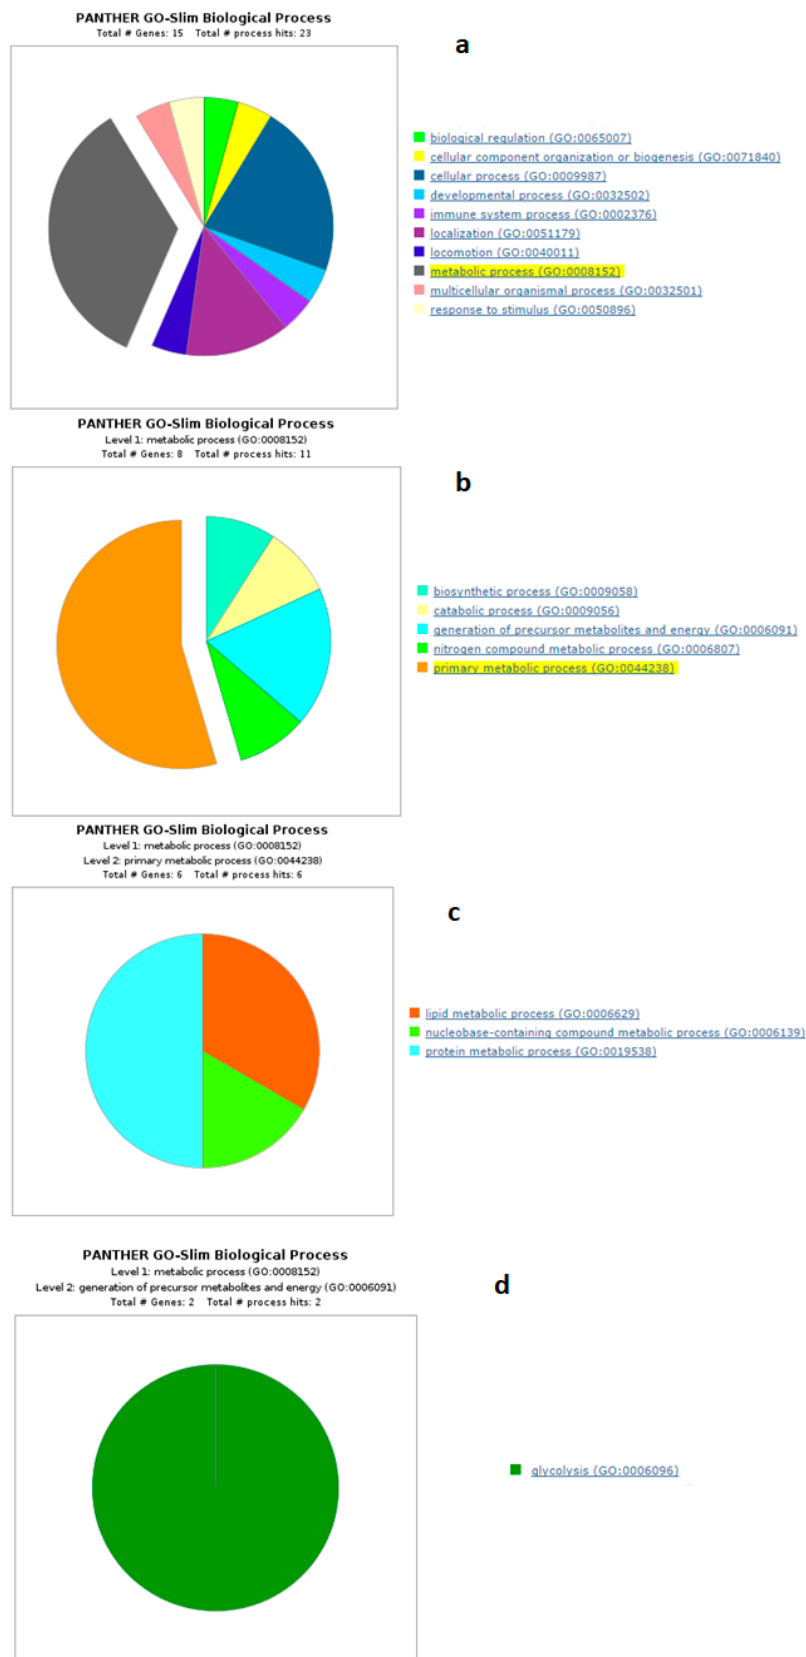 PANTHER GO-Slim Biological Process
Total # Genes: 15 Total # process hits: 23
a
biological regulation (GO:0065007)
cellular component organization or biogenesis (GO:0071840)
cellular process (GO:0009987)
developmental process (GO:0032502)
immune system process (GO:0002376)
localization (GO:0051179)
locomotion (GO:0040011)
metabolic process (GO:0008152)
multicellular organismal process (GO:0032501)
response to stimulus (GO:0050896)
PANTHER GO-Slim Biological Process
Level 1: metabolic process (GO:0008152)
Total # Genes: 8 Total # process hits: 11
b
biosynthetic process (GO:0009058)
catabolic process (GO:0009056)
generation of precursor metabolites and energy (GO:0006091)
nitrogen compound metabolic process (GO:0006807)
primary metabolic process (GO:0044238)
PANTHER GO-Slim Biological Process
Level 1: metabolic process (GO:0008152)
Level 2: primary metabolic process (GO:0044238)
Total # Genes: 6 Total # process hits: 6
c
lipid metabolic process (GO:0006629)
nucleobase-containing compound metabolic process (GO:0006139)
protein metabolic process (GO:0019538)
PANTHER GO-Slim Biological Process
Level 1: metabolic process (GO:0008152)
Level 2: generation of precursor metabolites and energy (GO:0006091)
Total # Genes: 2 Total # process hits: 2
d
glycolysis (GO:0006096)